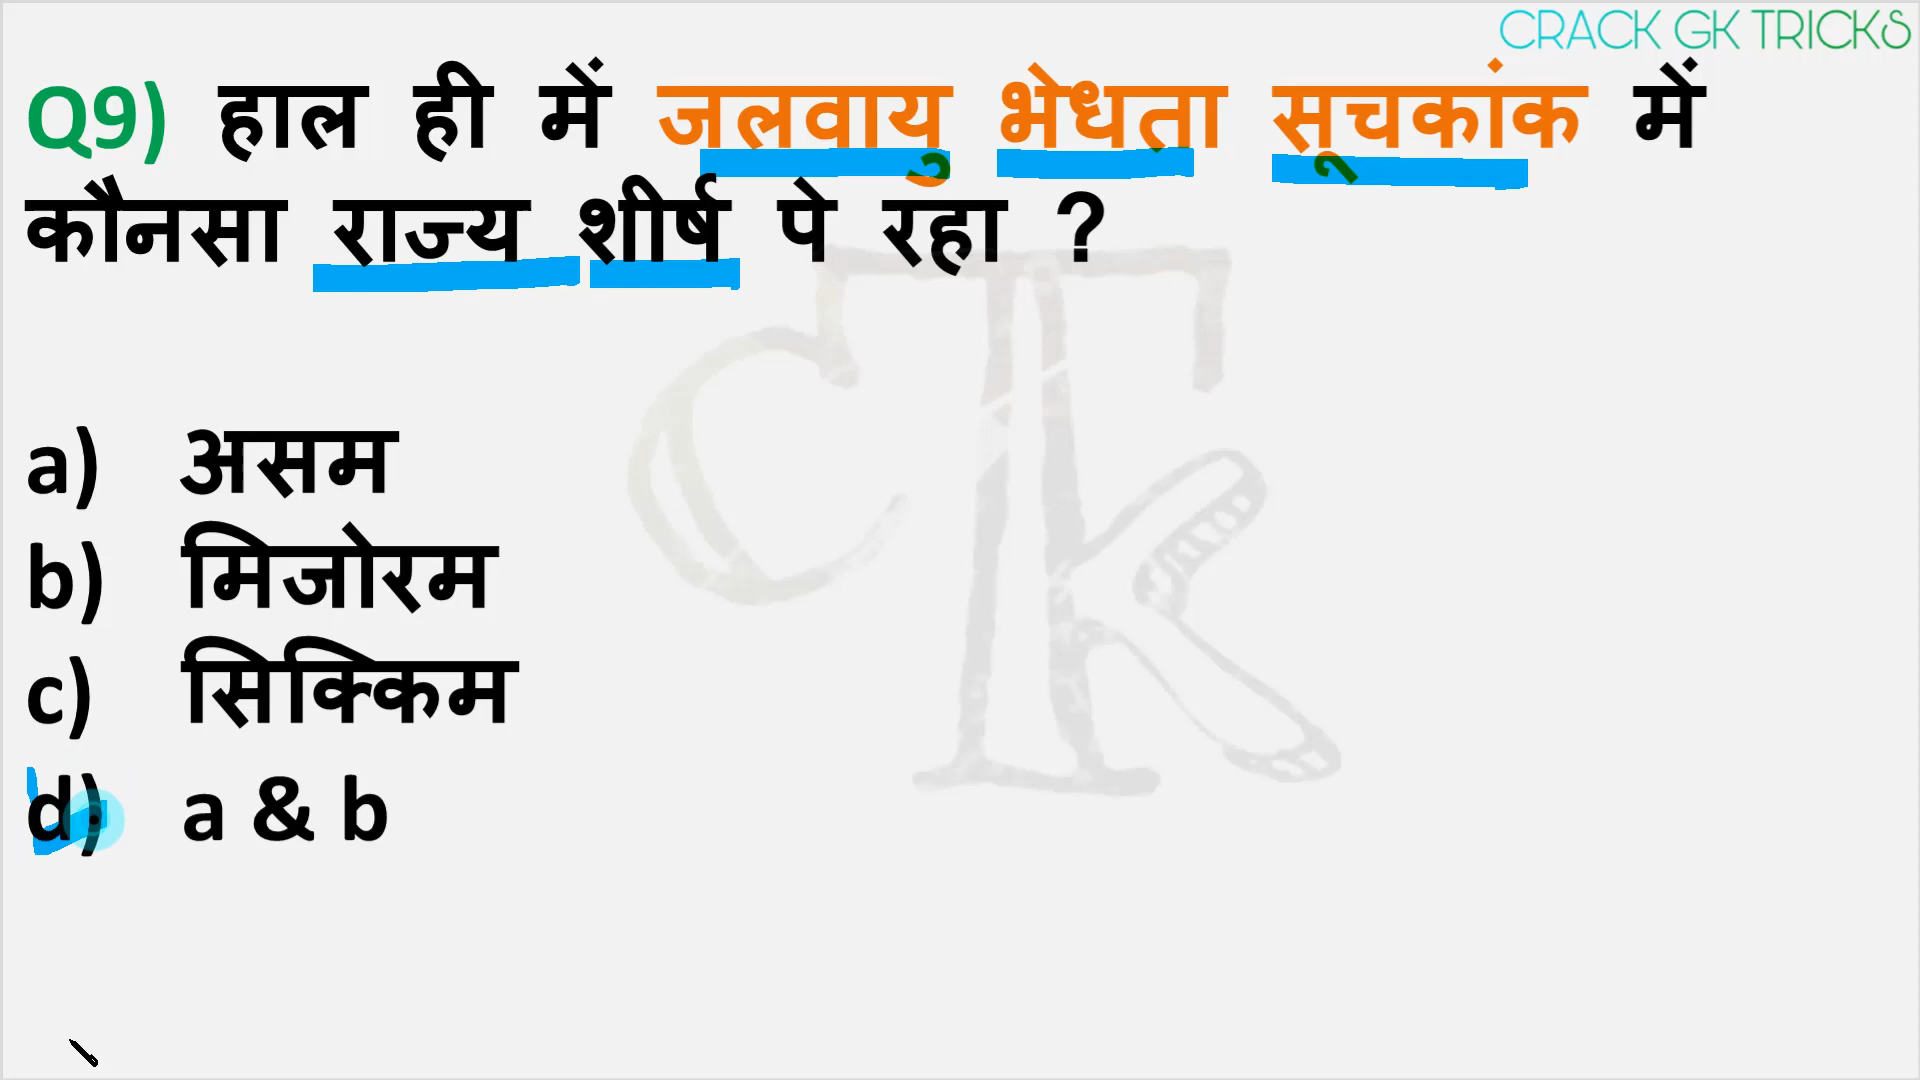 CRACK GK TRICKS
Q9) हाल ही में जलवायु भेधता सूचकांक में
कौनसा राज्य शीर्ष पे रहा ?
a) असम
b) मिजोरम
c) सिक्किम
d) a & b